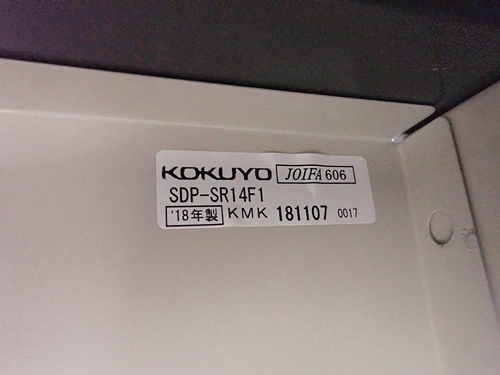 KOKUYO JOIFA 606
SDP-SR14F1
'18年製 KMK 181107 0017